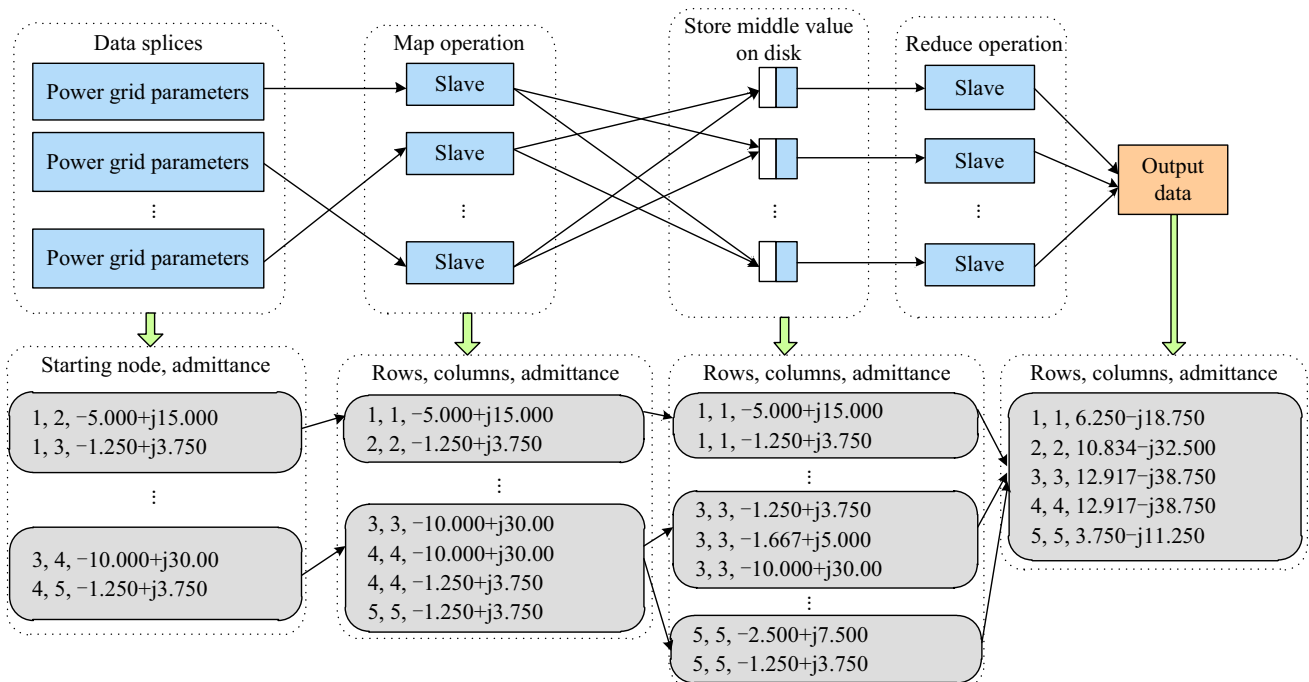 Data splices
Power grid parameters
Power grid parameters
...
Power grid parameters
Map operation
Slave
Slave
...
Slave
Store middle value
on disk
...
Reduce operation
Slave
Slave
...
Slave
Output
data
Starting node, admittance
1, 2, −5.000+j15.000
1, 3, −1.250+j3.750
...
3, 4, −10.000+j30.00
4, 5, −1.250+j3.750
Rows, columns, admittance
1, 1, −5.000+j15.000
2, 2, −1.250+j3.750
...
3, 3, −10.000+j30.00
4, 4, −10.000+j30.00
4, 4, −1.250+j3.750
5, 5, −1.250+j3.750
Rows, columns, admittance
1, 1, −5.000+j15.000
1, 1, −1.250+j3.750
...
3, 3, −1.250+j3.750
3, 3, −1.667+j5.000
3, 3, −10.000+j30.00
...
5, 5, −2.500+j7.500
5, 5, −1.250+j3.750
Rows, columns, admittance
1, 1, 6.250−j18.750
2, 2, 10.834−j32.500
3, 3, 12.917−j38.750
4, 4, 12.917−j38.750
5, 5, 3.750−j11.250